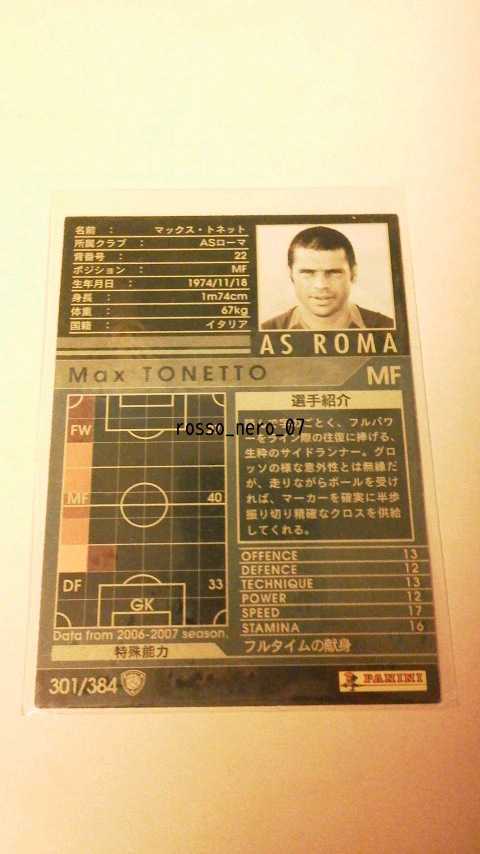 名前 : マックス・トネット
所属クラブ : ASローマ
背番号 : 22
ポジション : MF
生年月日 : 1974/11/18
身長 : 1m74cm
体重 : 67kg
国籍 : イタリア
AS ROMA
Max TONETTO
MF
選手紹介
ごとく、フルパワ
ーをライン際の往復に捧げる、
生粋のサイドランナー。グロ
ッソの様な意外性とは無縁だ
が、走りながらボールを受け
れば、マーカーを確実に半歩
振り切り精確なクロスを供給
してくれる。
rosso_nero_07
FW
MF
40
DF
33
GK
Data from 2006-2007 season.
OFFENCE 13
DEFENCE 12
TECHNIQUE 13
POWER 12
SPEED 17
STAMINA 16
特殊能力
フルタイムの献身
301/384
PANINI